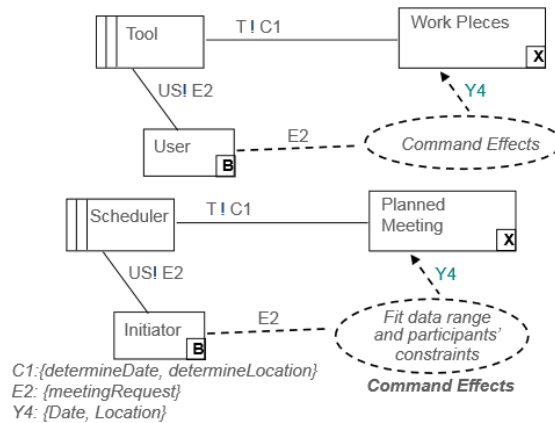 T ! C1
Tool
Work Pleces
X
US! E2
Y4
User
B
E2
Command Effects
Scheduler
T ! C1
Planned
Meeting
X
US! E2
Y4
Initiator
B
E2
Fit data range
and participants'
constraints
C1:{determineDate, determineLocation}
Command Effects
E2: {meetingRequest}
Y4: {Date, Location}